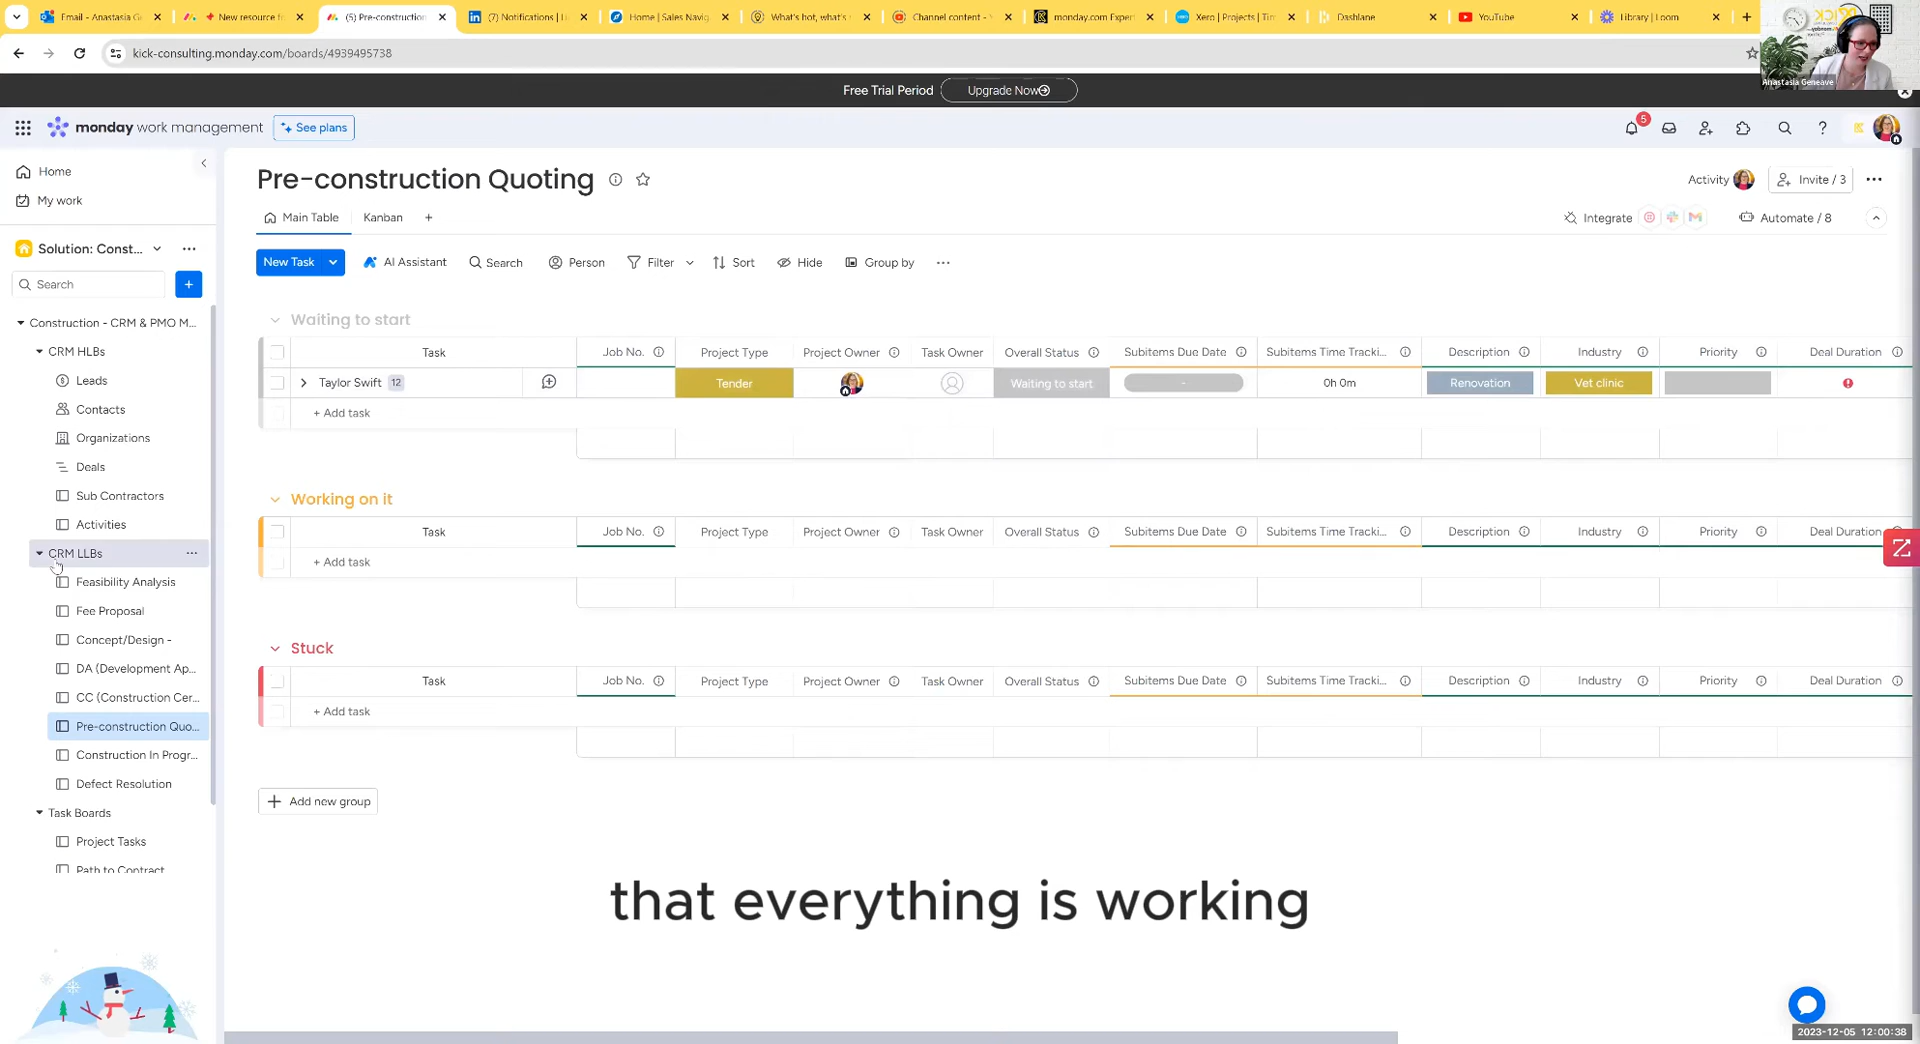 Email - Anastasia G
New resource f
(5) Pre-construction
(7) Notifications | L
Home | Sales Navig
What's hot, what's
Channel content -
monday.com Exper
Xero | Projects | Tim
Dashlane
YouTube
Library | Loom
kick-consulting.monday.com/boards/4939495738
Anastasia Geneave
Free Trial Period
Upgrade Now
monday work management
See plans
5
Home
My work
Solution: Const...
Search
Construction - CRM & PMO M...
CRM HLBs
Leads
Contacts
Organizations
Deals
Sub Contractors
Activities
CRM LLBs
Feasibility Analysis
Fee Proposal
Concept/Design -
DA (Development Ap...
CC (Construction Cer...
Pre-construction Quo...
Construction In Progr...
Defect Resolution
Task Boards
Project Tasks
Path to Contract
Pre-construction Quoting
Activity
Invite / 3
Main Table
Kanban
Integrate
Automate / 8
New Task
AI Assistant
Search
Person
Filter
Sort
Hide
Group by
Waiting to start
Task Job No. Project Type Project Owner Task Owner Overall Status Subitems Due Date Subitems Time Tracki... Description Industry Priority Deal Duration
Taylor Swift 12 Tender Waiting to start - 0h 0m Renovation Vet clinic
+ Add task
Working on it
Task Job No. Project Type Project Owner Task Owner Overall Status Subitems Due Date Subitems Time Tracki... Description Industry Priority Deal Duration
+ Add task
Stuck
Task Job No. Project Type Project Owner Task Owner Overall Status Subitems Due Date Subitems Time Tracki... Description Industry Priority Deal Duration
+ Add task
Add new group
that everything is working
2023-12-05 12:00:38